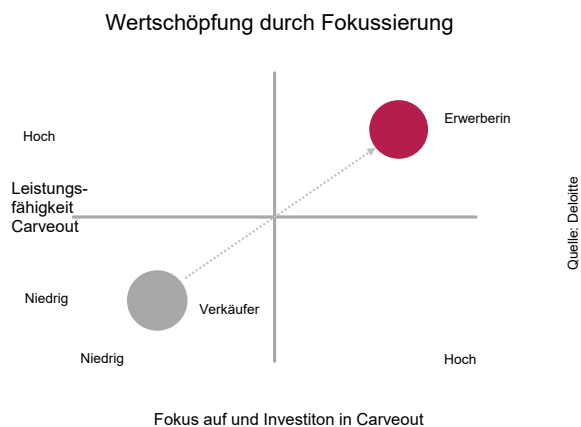 Wertschöpfung durch Fokussierung
Erwerberin
Hoch
Leistungs-
fähigkeit
Carveout
Quelle: Deloitte
Niedrig
Verkäufer
Niedrig
Hoch
Fokus auf und Investiton in Carveout